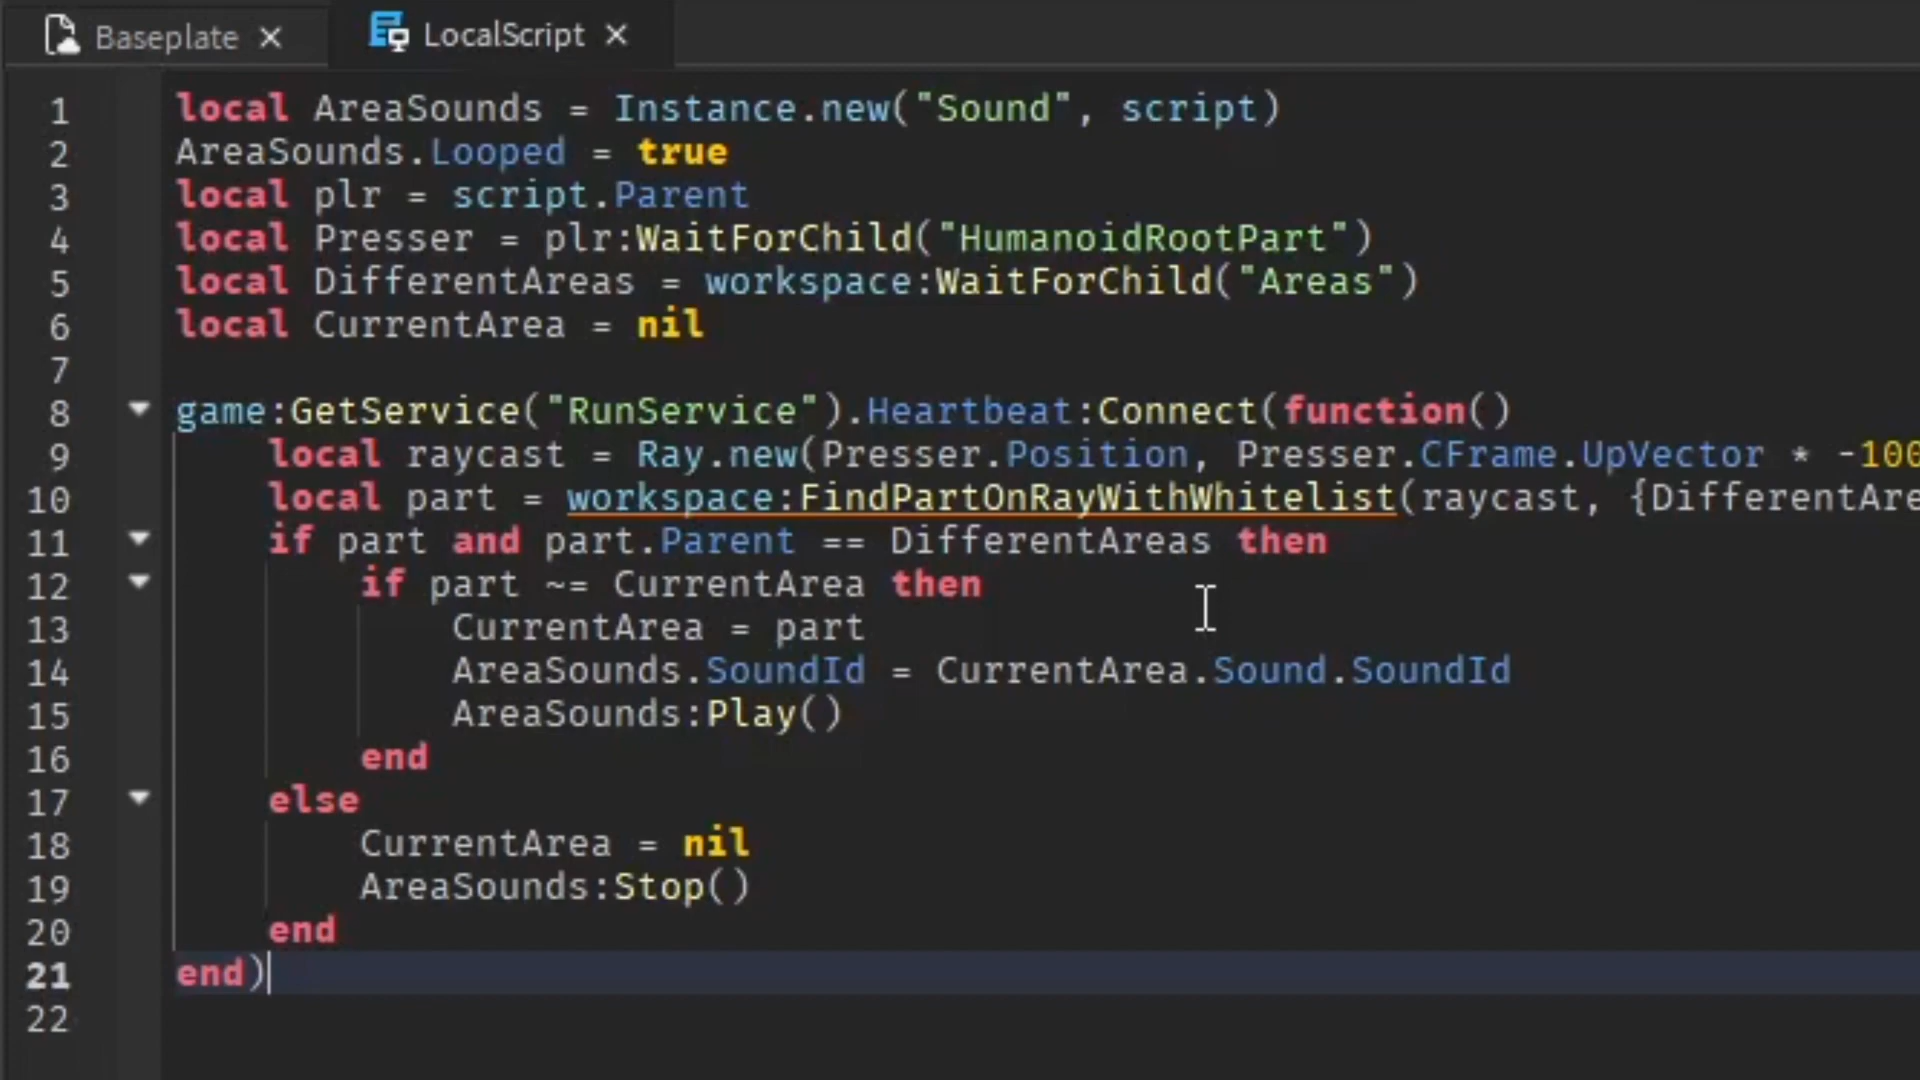 Baseplate × LocalScript ×
1 local AreaSounds = Instance.new("Sound", script)
2 AreaSounds.Looped = true
3 local plr = script.Parent
4 local Presser = plr:WaitForChild("HumanoidRootPart")
5 local DifferentAreas = workspace:WaitForChild("Areas")
6 local CurrentArea = nil
7
8 game:GetService("RunService").Heartbeat:Connect(function()
9 local raycast = Ray.new(Presser.Position, Presser.CFrame.UpVector * -100
10 local part = workspace:FindPartOnRayWithWhitelist(raycast, {DifferentAre
11 if part and part.Parent == DifferentAreas then
12 if part ~= CurrentArea then
13 CurrentArea = part
14 AreaSounds.SoundId = CurrentArea.Sound.SoundId
15 AreaSounds:Play()
16 end
17 else
18 CurrentArea = nil
19 AreaSounds:Stop()
20 end
21 end)
22